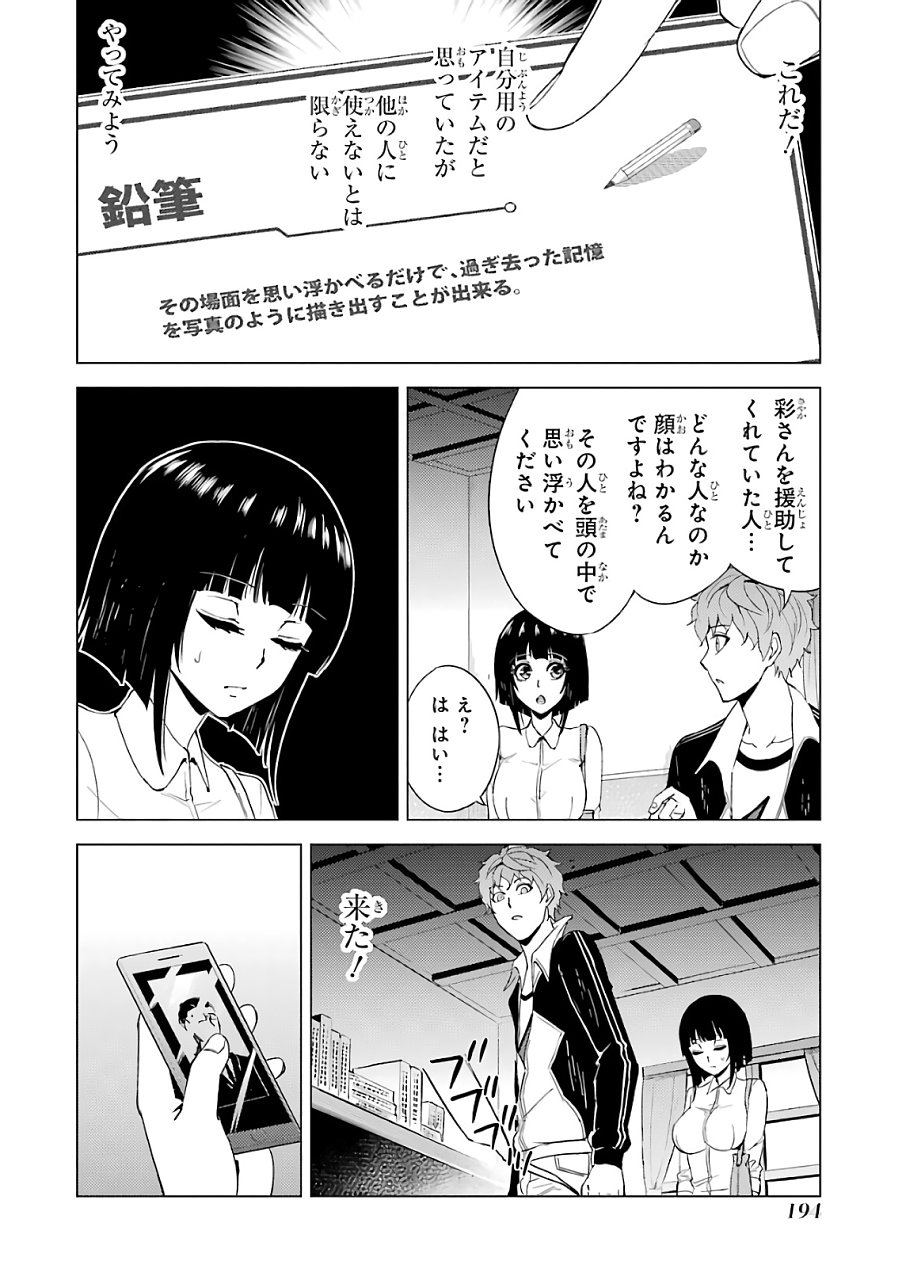 これだ！
自分用の
アイテムだと
思っていたが
他の人に
使えないとは
限らない
やってみよう
鉛筆
その場面を思い浮かべるだけで、過ぎ去った記憶
を写真のように描き出すことが出来る。
彩さんを援助して
くれていた人…
どんな人なのか
顔はわかるん
ですよね？
その人を頭の中で
思い浮かべて
ください
え？
は はい…
来た！
194